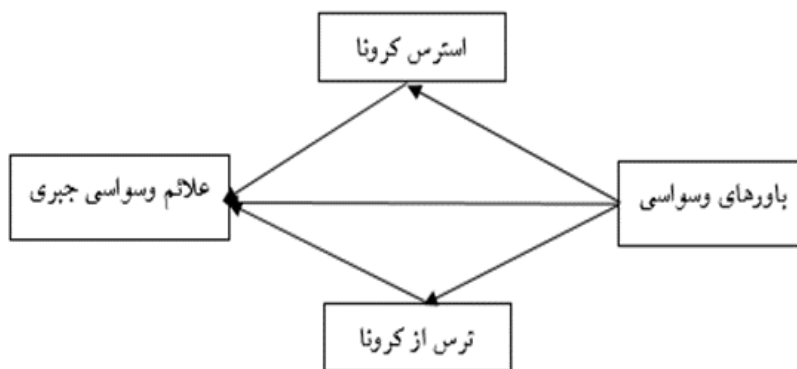 استرس کرونا
باورهای وسواسی
علائم وسواسی جبری
ترس از کرونا